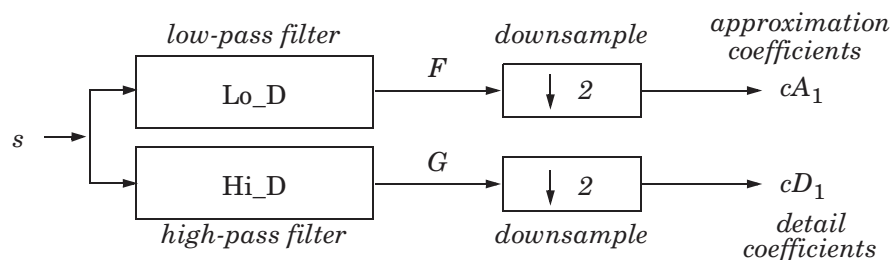 approximation
coefficients
low-pass filter
downsample
Lo_D
F
↓ 2
cA₁
s
Hi_D
G
↓ 2
cD₁
high-pass filter
downsample
detail
coefficients